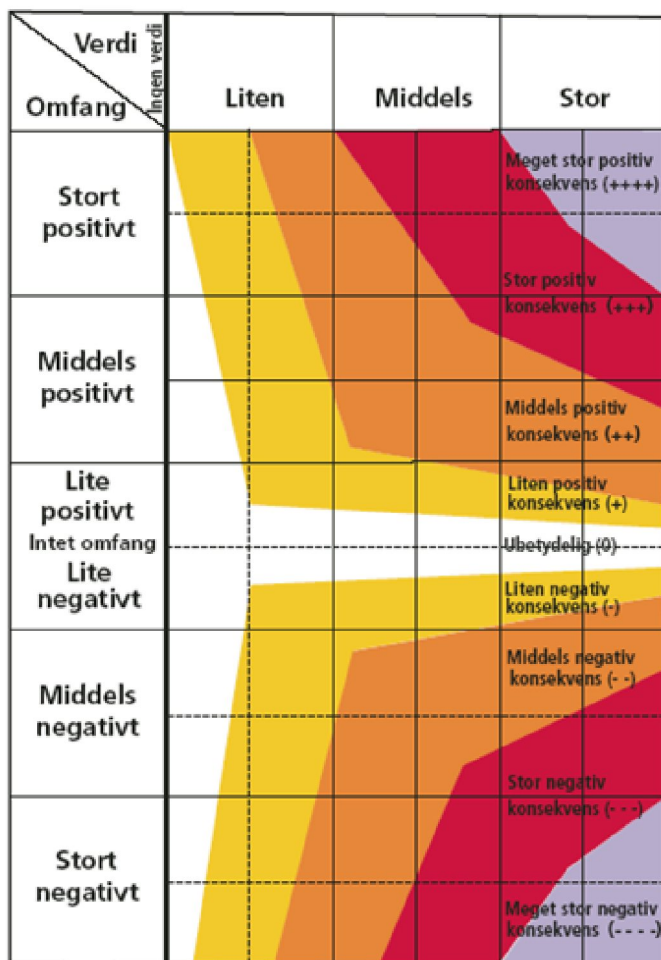 Verdi
Ingen verdi
Omfang
Liten
Middels
Stor
Stort
positivt
Meget stor positiv
konsekvens (++++)
Stor positiv
konsekvens (+++)
Middels
positivt
Middels positiv
konsekvens (++)
Lite
positivt
Liten positiv
konsekvens (+)
Intet omfang
Ubetydelig (0)
Lite
negativt
Liten negativ
konsekvens (-)
Middels
negativt
Middels negativ
konsekvens (- -)
Stor negativ
konsekvens (- - -)
Stort
negativt
Meget stor negativ
konsekvens (- - - -)